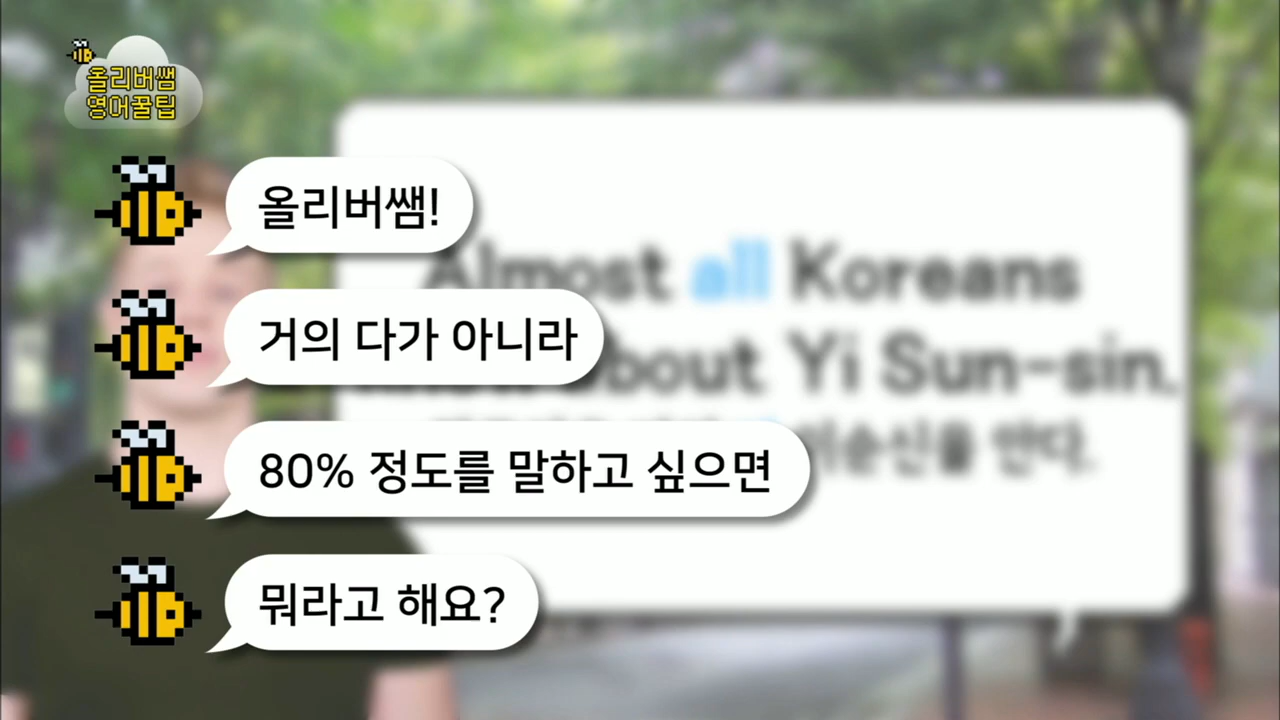 올리버쌤
영어꿀팁
올리버쌤!
거의 다가 아니라
80% 정도를 말하고 싶으면
뭐라고 해요?
Almost all Koreans
about Yi Sun-sin.
이순신을 안다.